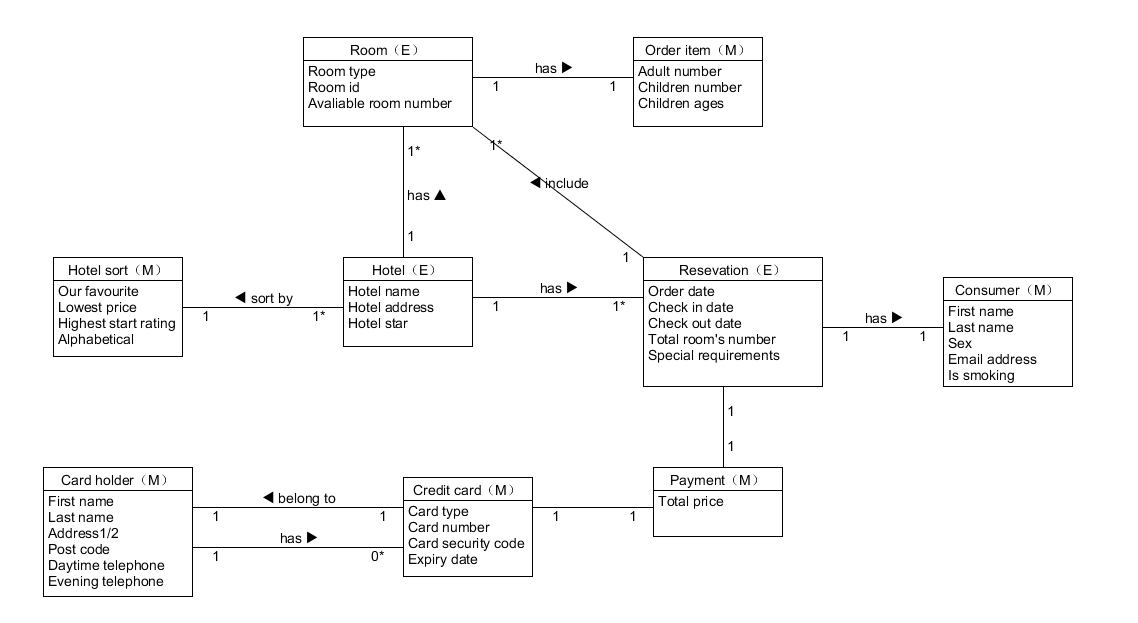 Room（E）
Room type
Room id
Avaliable room number
has ▶
1
1
Order item（M）
Adult number
Children number
Children ages
1*
has ▲
1
1*
◀ include
1
Hotel sort（M）
Our favourite
Lowest price
Highest start rating
Alphabetical
◀ sort by
1
1*
Hotel（E）
Hotel name
Hotel address
Hotel star
has ▶
1
1*
Resevation（E）
Order date
Check in date
Check out date
Total room's number
Special requirements
has ▶
1
1
Consumer（M）
First name
Last name
Sex
Email address
Is smoking
1
1
Card holder（M）
First name
Last name
Address1/2
Post code
Daytime telephone
Evening telephone
◀ belong to
1
1
has ▶
1
0*
Credit card（M）
Card type
Card number
Card security code
Expiry date
1
1
Payment（M）
Total price